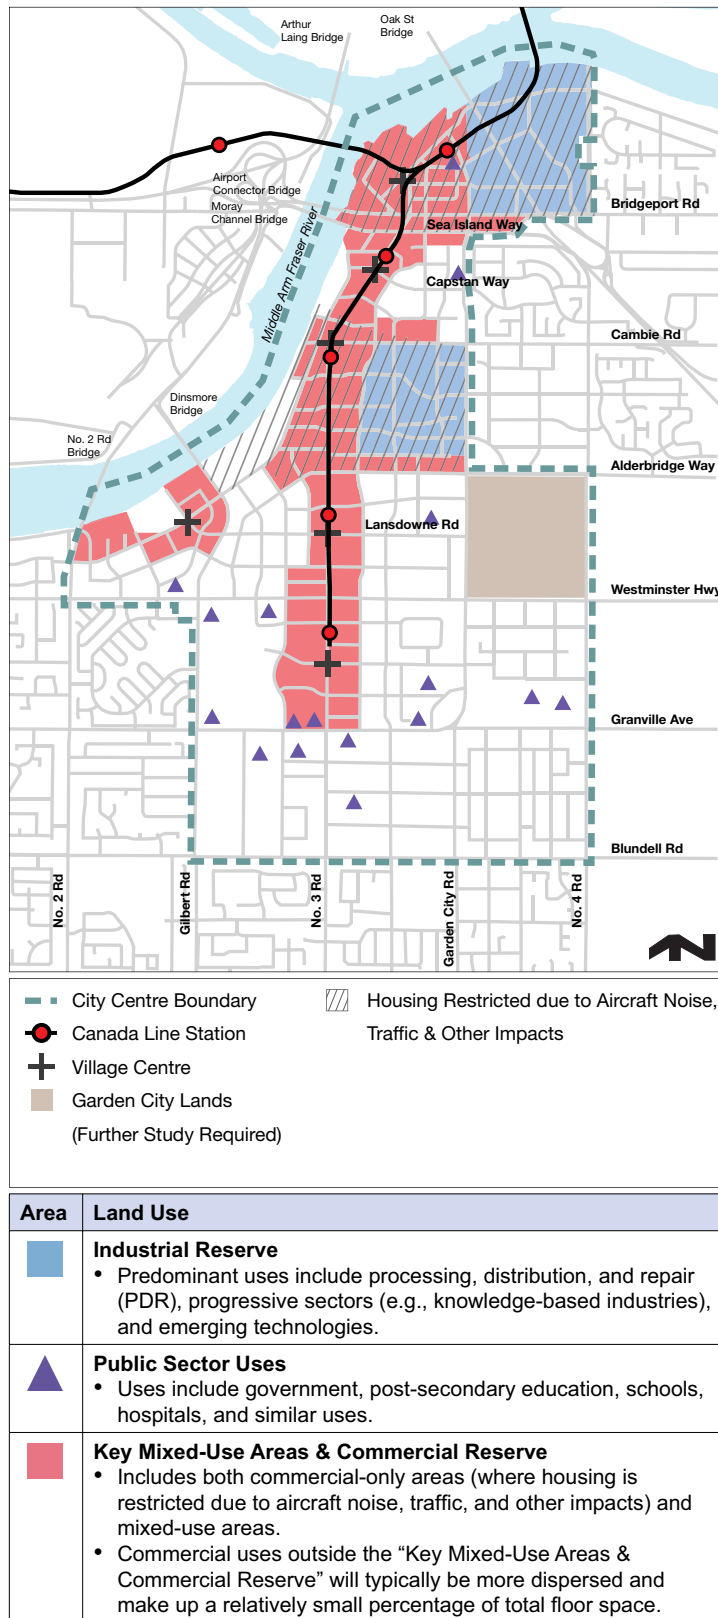 Arthur
Laing Bridge
Oak St
Bridge
Airport
Connector Bridge
Moray
Channel Bridge
Bridgeport Rd
Sea Island Way
Middle Arm Fraser River
Capstan Way
Cambie Rd
Dinsmore
Bridge
No. 2 Rd
Bridge
Alderbridge Way
Lansdowne Rd
Westminster Hwy
Granville Ave
Blundell Rd
No. 2 Rd
Gilbert Rd
No. 3 Rd
Garden City Rd
No. 4 Rd
N
City Centre Boundary
Canada Line Station
Village Centre
Garden City Lands
(Further Study Required)
Housing Restricted due to Aircraft Noise,
Traffic & Other Impacts
Area Land Use
Industrial Reserve
• Predominant uses include processing, distribution, and repair
(PDR), progressive sectors (e.g., knowledge-based industries),
and emerging technologies.
Public Sector Uses
• Uses include government, post-secondary education, schools,
hospitals, and similar uses.
Key Mixed-Use Areas & Commercial Reserve
• Includes both commercial-only areas (where housing is
restricted due to aircraft noise, traffic, and other impacts) and
mixed-use areas.
• Commercial uses outside the “Key Mixed-Use Areas &
Commercial Reserve” will typically be more dispersed and
make up a relatively small percentage of total floor space.